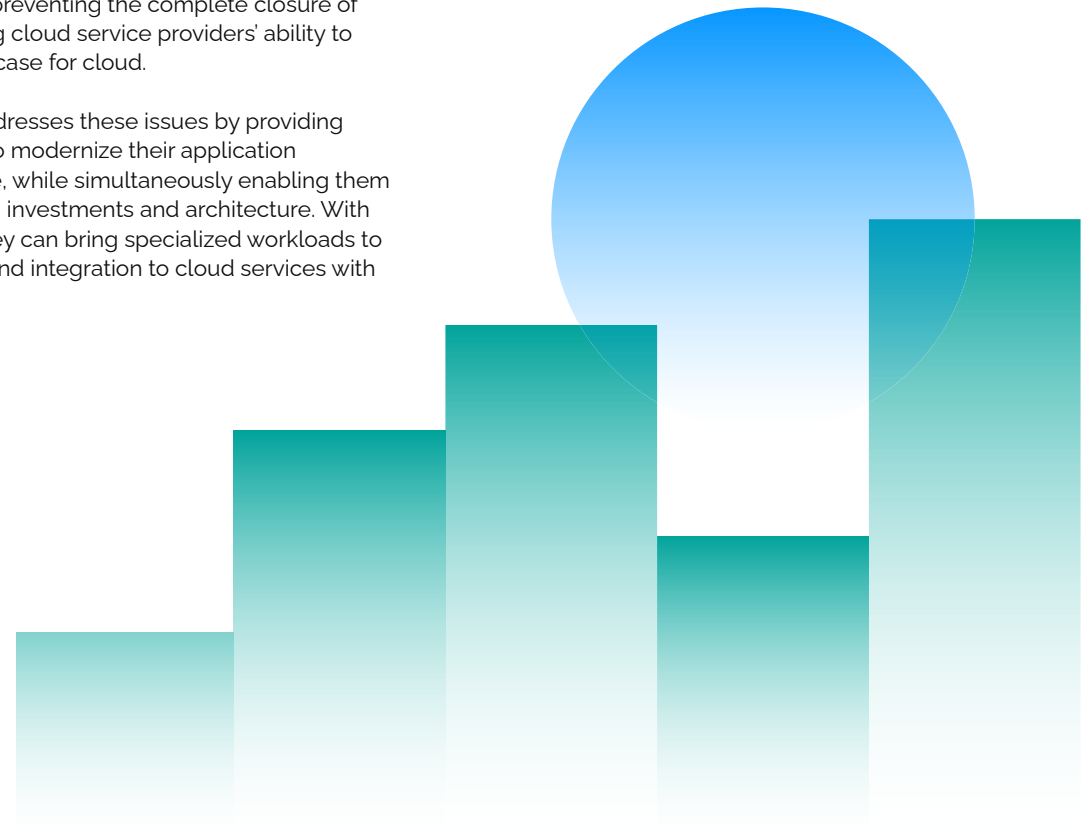 preventing the complete closure of
g cloud service providers’ ability to
case for cloud.
dresses these issues by providing
o modernize their application
e, while simultaneously enabling them
investments and architecture. With
ey can bring specialized workloads to
nd integration to cloud services with